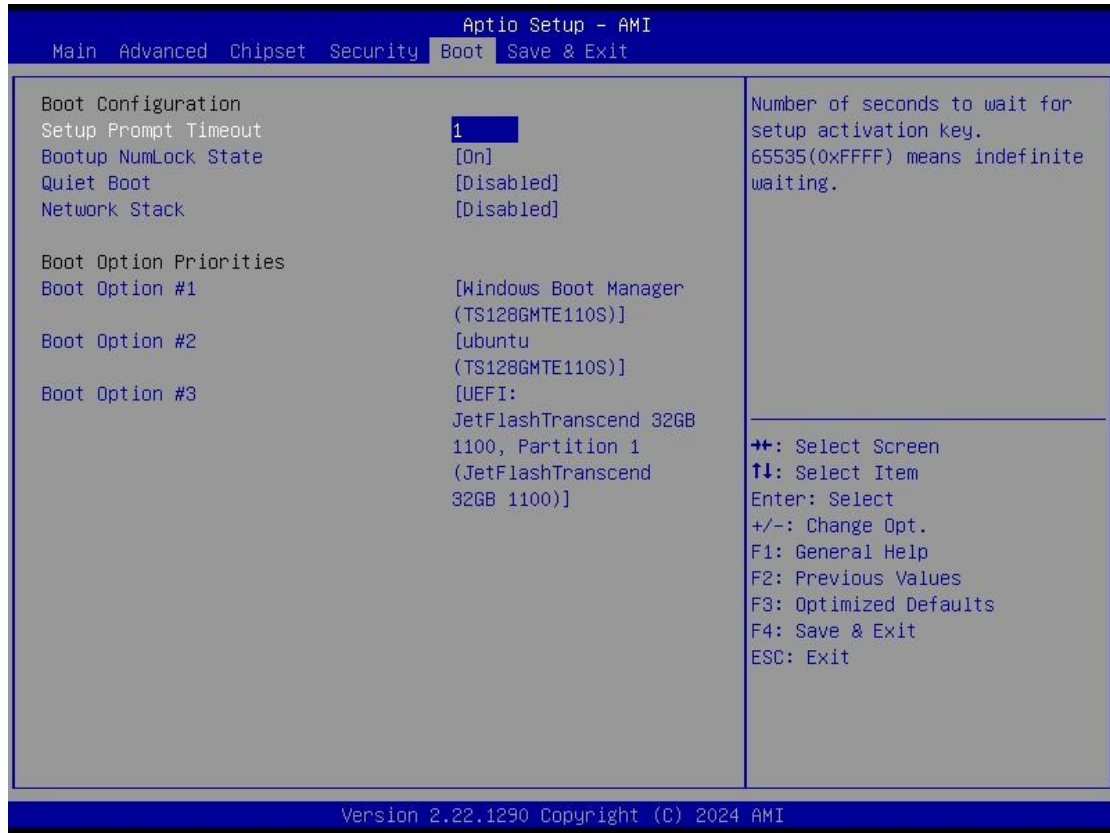 Aptio Setup – AMI
Main Advanced Chipset Security Boot Save & Exit
Boot Configuration
Setup Prompt Timeout 1
Bootup NumLock State [On]
Quiet Boot [Disabled]
Network Stack [Disabled]
Boot Option Priorities
Boot Option #1 [Windows Boot Manager
(TS128GMTE110S)]
Boot Option #2 [ubuntu
(TS128GMTE110S)]
Boot Option #3 [UEFI:
JetFlashTranscend 32GB
1100, Partition 1
(JetFlashTranscend
32GB 1100)]
Number of seconds to wait for
setup activation key.
65535(0xFFFF) means indefinite
waiting.
→←: Select Screen
↑↓: Select Item
Enter: Select
+/-: Change Opt.
F1: General Help
F2: Previous Values
F3: Optimized Defaults
F4: Save & Exit
ESC: Exit
Version 2.22.1290 Copyright (C) 2024 AMI